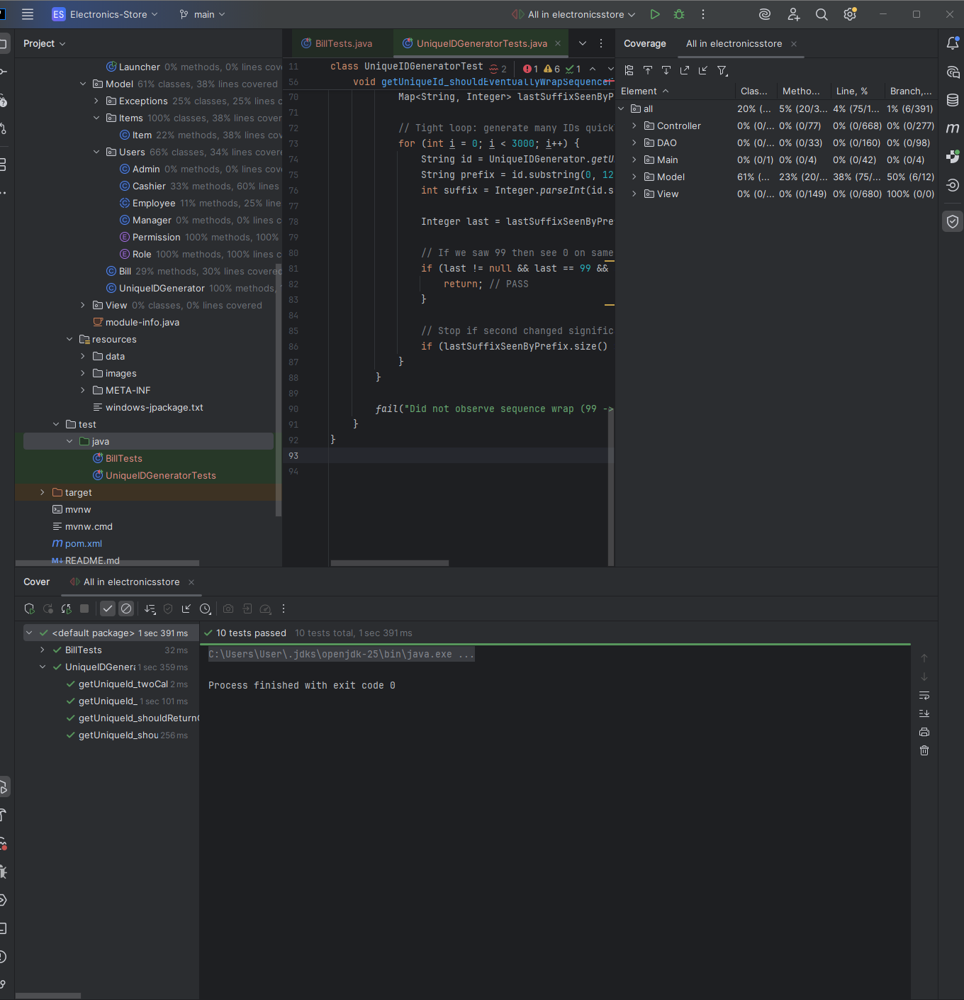 ES Electronics-Store main All in electronicsstore
Project
Launcher 0% methods, 0% lines cov
Model 61% classes, 38% lines covered
Exceptions 25% classes, 25% lines c
Items 100% classes, 38% lines cove
Item 22% methods, 38% lines cov
Users 66% classes, 34% lines covere
Admin 0% methods, 0% lines cov
Cashier 33% methods, 60% lines
Employee 11% methods, 25% line
Manager 0% methods, 0% lines c
Permission 100% methods, 100%
Role 100% methods, 100% lines c
Bill 29% methods, 30% lines covered
UniqueIDGenerator 100% methods,
View 0% classes, 0% lines covered
module-info.java
resources
data
images
META-INF
windows-jpackage.txt
test
java
BillTests
UniqueIDGeneratorTests
target
mvnw
mvnw.cmd
pom.xml
README.md
BillTests.java UniqueIDGeneratorTests.java
2 1 6 1
11 class UniqueIDGeneratorTest
56 void getUniqueId_shouldEventuallyWrapSequence
70 Map<String, Integer> lastSuffixSeenByP
71
72 // Tight loop: generate many IDs quick
73 for (int i = 0; i < 3000; i++) {
74 String id = UniqueIDGenerator.getU
75 String prefix = id.substring(0, 12
76 int suffix = Integer.parseInt(id.s
77
78 Integer last = lastSuffixSeenByPre
79
80 // If we saw 99 then see 0 on same
81 if (last != null && last == 99 &&
82 return; // PASS
83 }
84
85 // Stop if second changed signific
86 if (lastSuffixSeenByPrefix.size()
87 }
88 }
89
90 fail("Did not observe sequence wrap (99 ->
91 }
92 }
93
94
Coverage All in electronicsstore
Element Clas... Metho... Line, % Branch,...
all 20% (... 5% (20/3... 4% (75/1... 1% (6/391)
Controller 0% (0/... 0% (0/77) 0% (0/668) 0% (0/277)
DAO 0% (0/... 0% (0/33) 0% (0/160) 0% (0/98)
Main 0% (0/1) 0% (0/4) 0% (0/42) 0% (0/4)
Model 61% (... 23% (20/... 38% (75/... 50% (6/12)
View 0% (0/... 0% (0/149) 0% (0/680) 100% (0/0)
Cover All in electronicsstore
<default package> 1 sec 391 ms
BillTests 32 ms
UniqueIDGenera 1 sec 359 ms
getUniqueId_twoCal 2 ms
getUniqueId_ 1 sec 101 ms
getUniqueId_shouldReturn
getUniqueId_shou 256 ms
10 tests passed 10 tests total, 1 sec 391 ms
C:\Users\User\.jdks\openjdk-25\bin\java.exe ...
Process finished with exit code 0